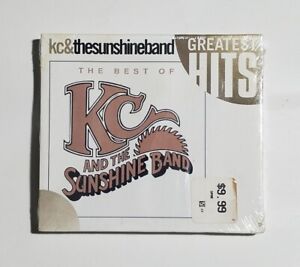 kc&thesunshineband
GREATEST
HITS
THE BEST OF
KC
AND THE
SUNSHINE BAND
$9.99